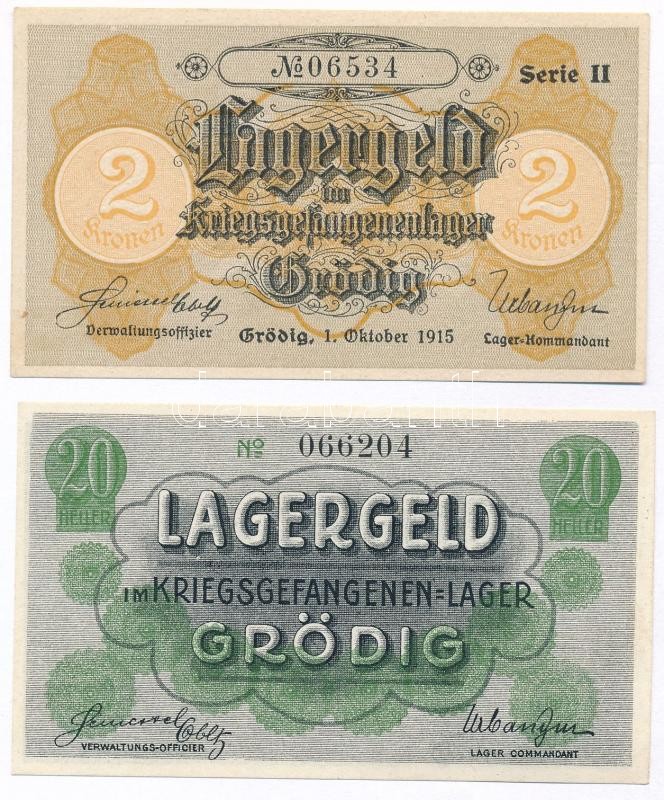 №06534
Serie II
Lagergeld
im
Kriegsgefangenenlager
Grödig
2 Kronen
2 Kronen
Verwaltungsoffizier
Grödig, 1. Oktober 1915
Lager-Kommandant
darabanth
20 HELLER
№ 066204
20 HELLER
LAGERGELD
IM KRIEGSGEFANGENEN=LAGER
GRÖDIG
VERWALTUNGS-OFFICIER
LAGER COMMANDANT